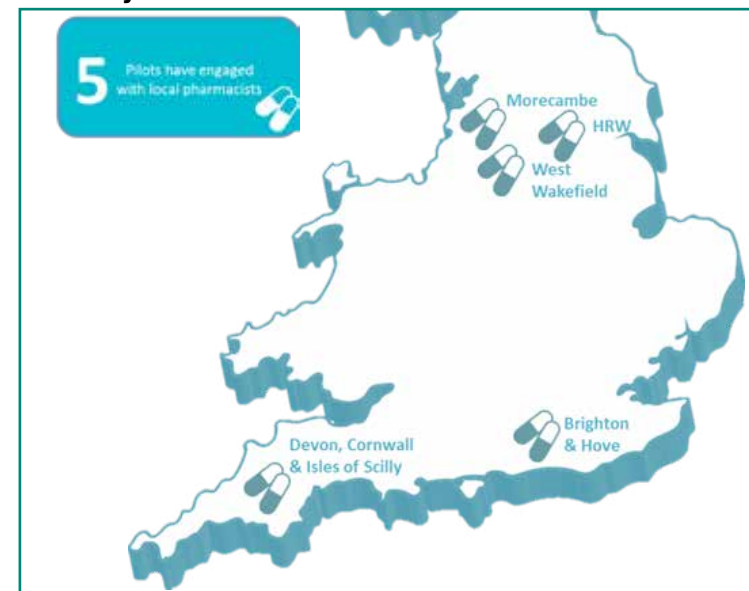 5
Pilots have engaged
with local pharmacists
Morecambe
HRW
West
Wakefield
Brighton
& Hove
Devon, Cornwall
& Isles of Scilly